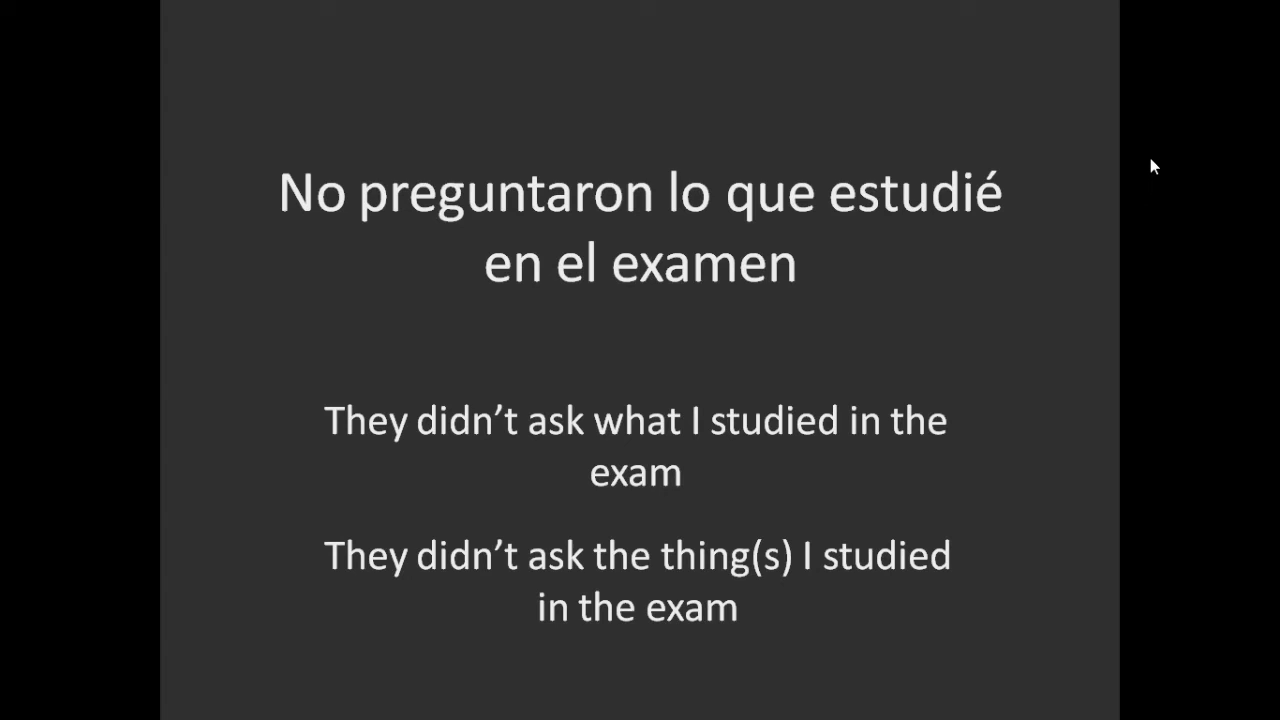 No preguntaron lo que estudié
en el examen
They didn’t ask what I studied in the
exam
They didn’t ask the thing(s) I studied
in the exam